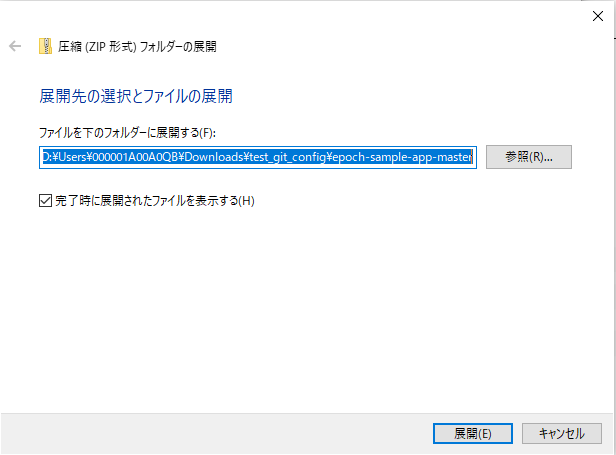 圧縮 (ZIP 形式) フォルダーの展開
展開先の選択とファイルの展開
ファイルを下のフォルダーに展開する(F):
D:¥Users¥000001A00A0QB¥Downloads¥test_git_config¥epoch-sample-app-master
参照(R)...
完了時に展開されたファイルを表示する(H)
展開(E)
キャンセル